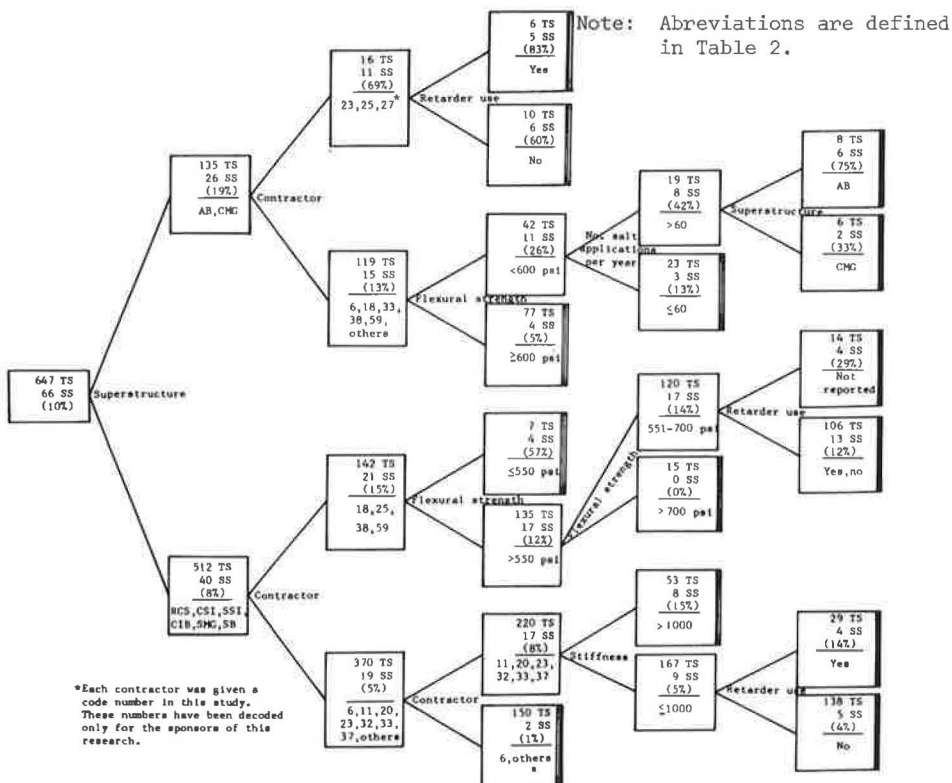 Note: Abreviations are defined
in Table 2.
6 TS
5 SS
(83%)
Yes
16 TS
11 SS
(69%)
23,25,27*
Retarder use
10 TS
6 SS
(60%)
No
135 TS
26 SS
(19%)
AB,CMG
Contractor
8 TS
6 SS
(75%)
AB
19 TS
8 SS
(42%)
>60
Superstructure
6 TS
2 SS
(33%)
CMG
42 TS
11 SS
(26%)
<600 psi
No. salt
applications
per year
23 TS
3 SS
(13%)
≤60
119 TS
15 SS
(13%)
6,18,33,
38,59,
others
Flexural strength
77 TS
4 SS
(5%)
≥600 psi
647 TS
66 SS
(10%)
Superstructure
14 TS
4 SS
(29%)
Not
reported
120 TS
17 SS
(14%)
551-700 psi
Retarder use
106 TS
13 SS
(12%)
Yes,no
7 TS
4 SS
(57%)
≤550 psi
142 TS
21 SS
(15%)
18,25,
38,59
Flexural strength
Flexural strength
15 TS
0 SS
(0%)
>700 psi
135 TS
17 SS
(12%)
>550 psi
512 TS
40 SS
(8%)
RCS,CSI,SSI,
CIB,SMG,SB
Contractor
53 TS
8 SS
(15%)
>1000
220 TS
17 SS
(8%)
11,20,23,
32,33,37
Stiffness
29 TS
4 SS
(14%)
Yes
167 TS
9 SS
(5%)
≤1000
Retarder use
138 TS
5 SS
(4%)
No
370 TS
19 SS
(5%)
6,11,20,
23,32,33,
37,others
Contractor
150 TS
2 SS
(1%)
6,others
*Each contractor was given a
code number in this study.
These numbers have been decoded
only for the sponsors of this
research.